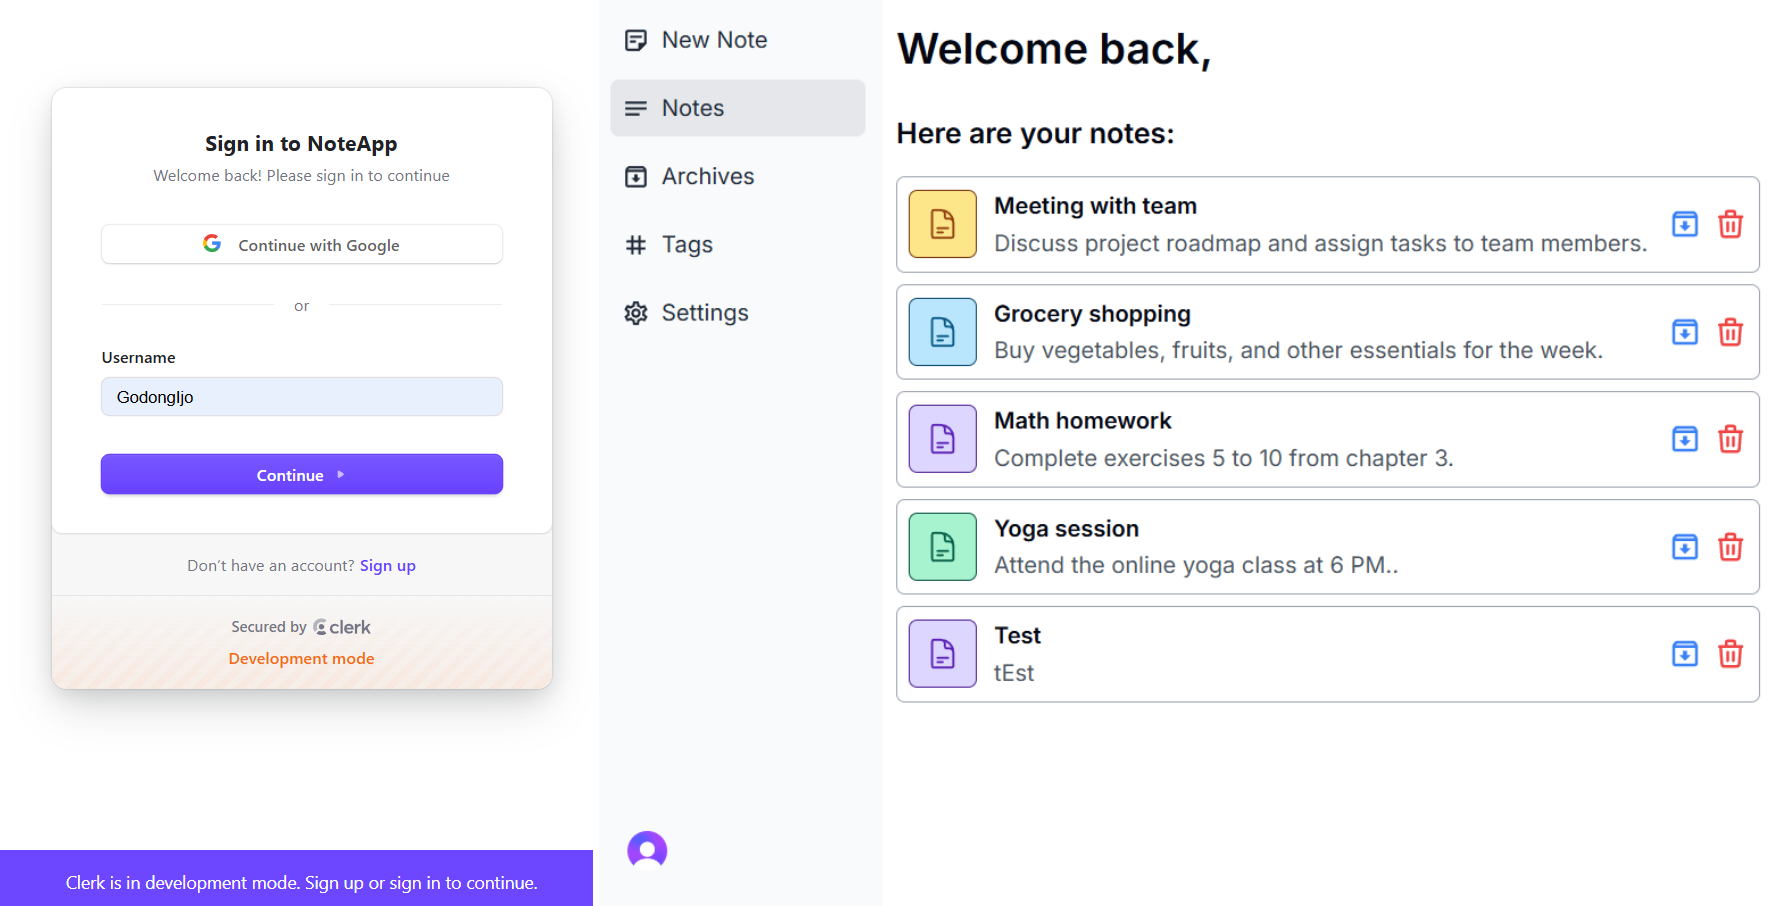 Sign in to NoteApp
Welcome back! Please sign in to continue
Continue with Google
or
Username
Godongljo
Continue
Don't have an account? Sign up
Secured by clerk
Development mode
Clerk is in development mode. Sign up or sign in to continue.
New Note
Notes
Archives
Tags
Settings
Welcome back,
Here are your notes:
Meeting with team
Discuss project roadmap and assign tasks to team members.
Grocery shopping
Buy vegetables, fruits, and other essentials for the week.
Math homework
Complete exercises 5 to 10 from chapter 3.
Yoga session
Attend the online yoga class at 6 PM..
Test
tEst